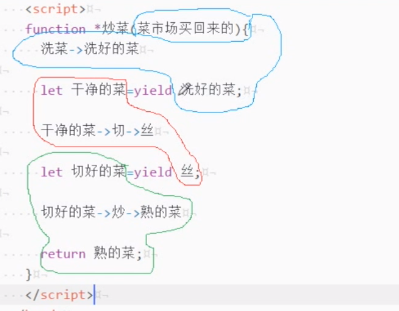 <script>
function *炒菜(菜市场买回来的){
洗菜->洗好的菜
let 干净的菜=yield 洗好的菜;
干净的菜->切->丝
let 切好的菜=yield 丝;
切好的菜->炒->熟的菜
return 熟的菜;
}
</script>